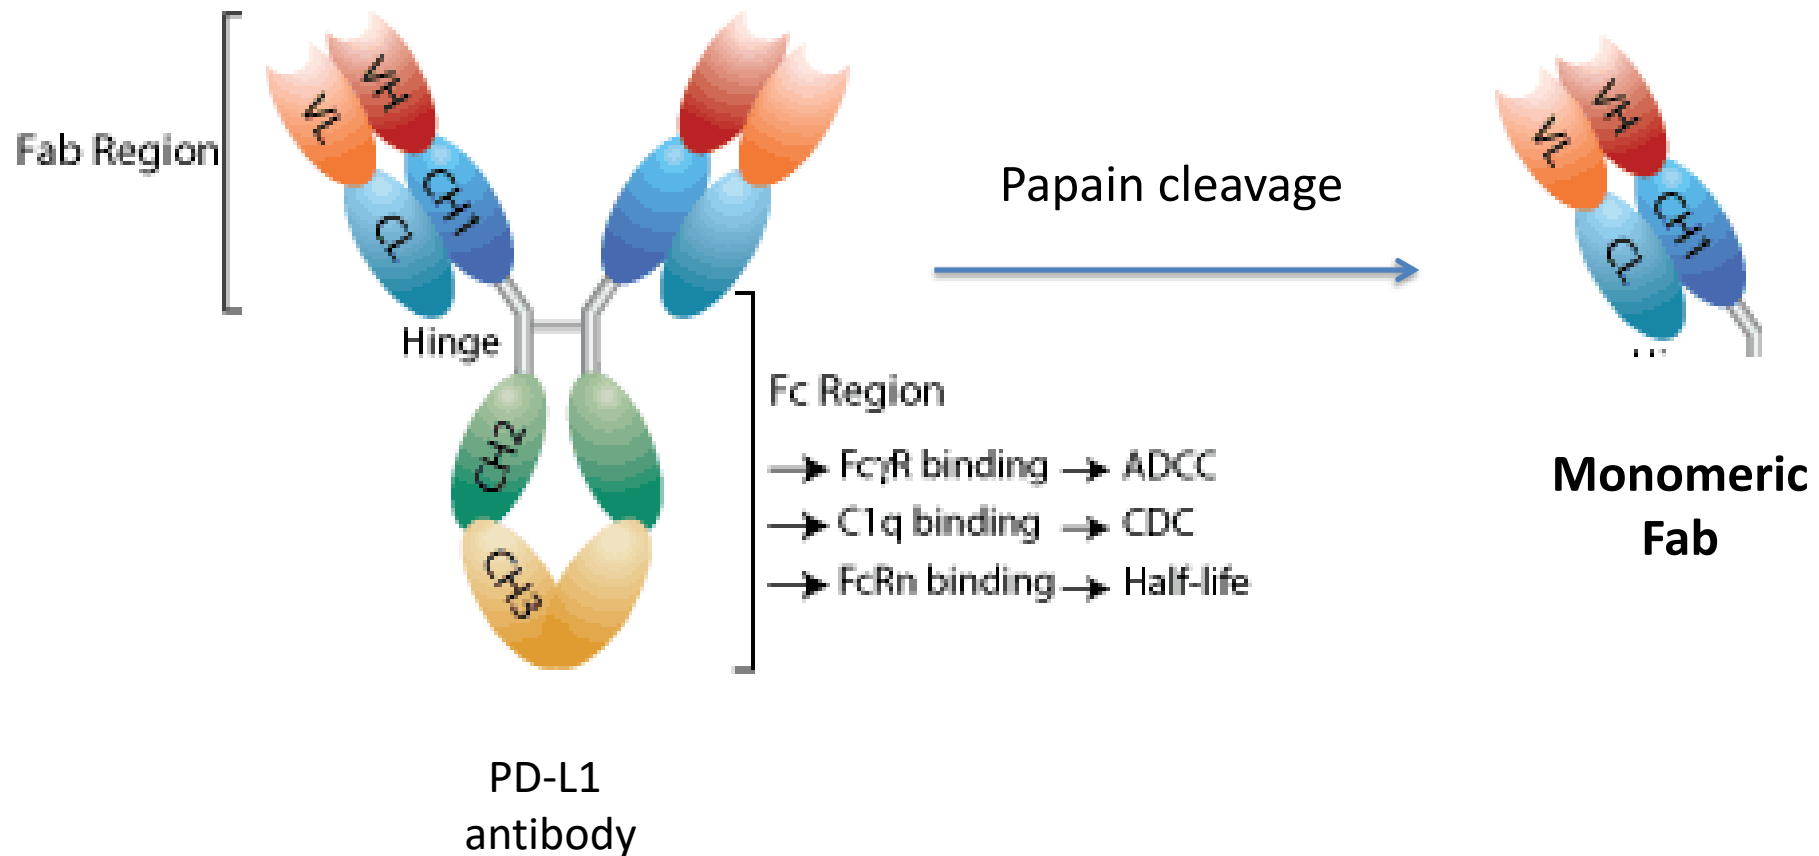 Fab Region
VL
VH
CL
CH1
Hinge
CH2
CH3
Fc Region
FcγR binding
ADCC
C1q binding
CDC
FcRn binding
Half-life
PD-L1
antibody
Papain cleavage
VL
VH
CL
CH1
Monomeric
Fab